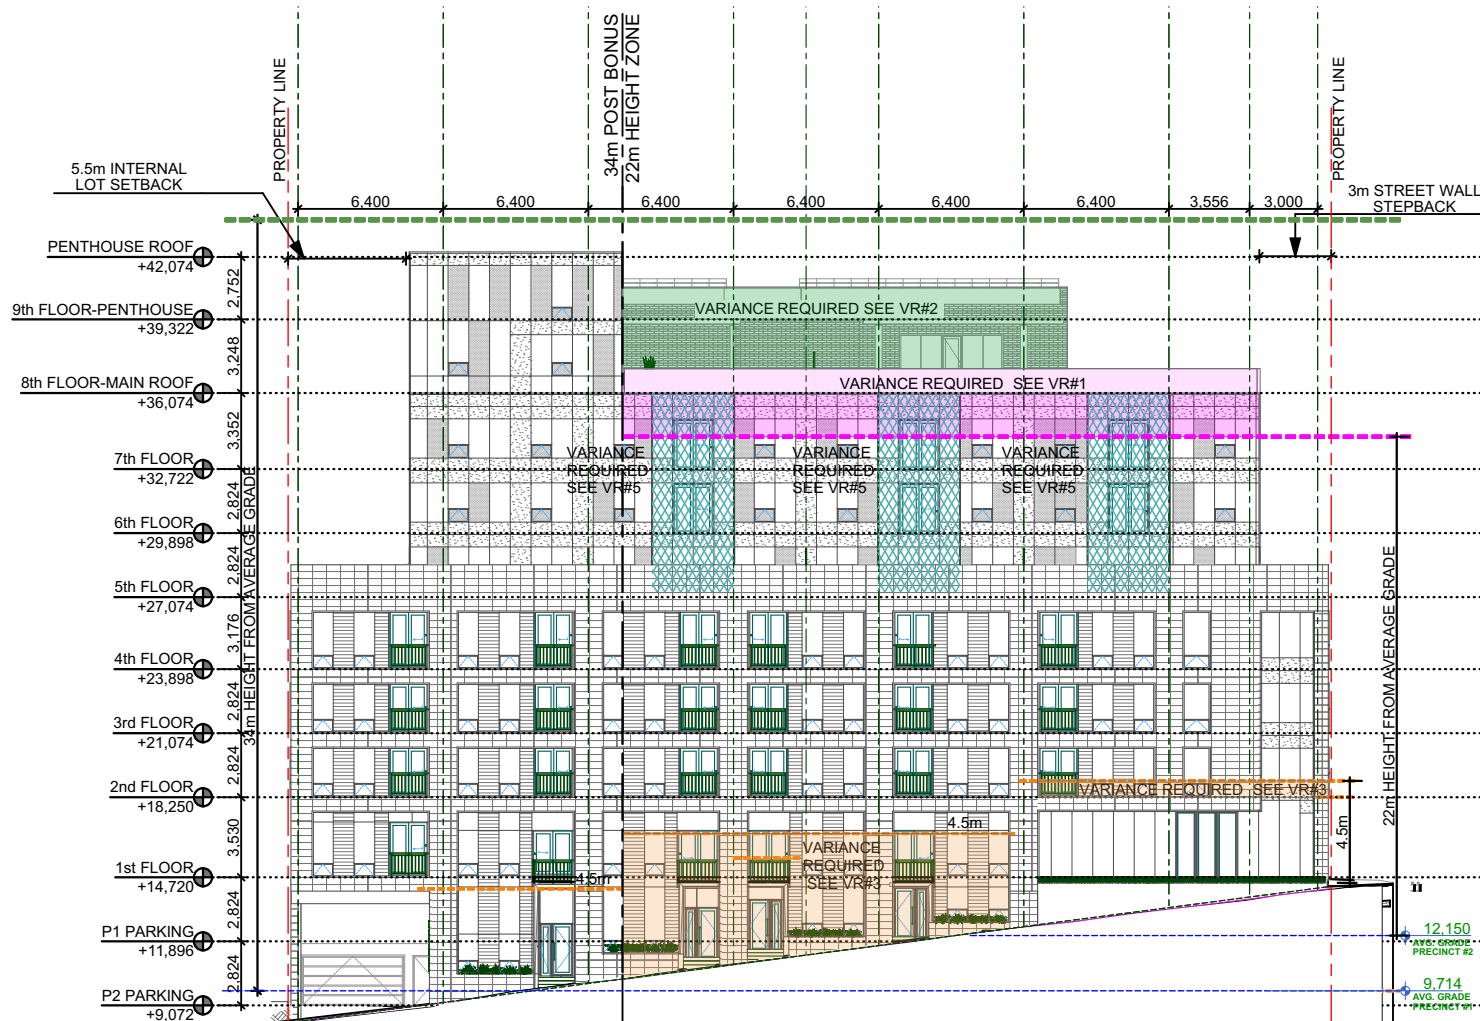 34m POST BONUS
22m HEIGHT ZONE
PROPERTY LINE
PROPERTY LINE
5.5m INTERNAL
LOT SETBACK
3m STREET WALL
STEPBACK
6,400
6,400
6,400
6,400
6,400
6,400
3,556
3,000
PENTHOUSE ROOF
+42,074
2,752
9th FLOOR-PENTHOUSE
+39,322
3,248
8th FLOOR-MAIN ROOF
+36,074
3,352
7th FLOOR
+32,722
2,824
6th FLOOR
+29,898
2,824
5th FLOOR
+27,074
3,176
4th FLOOR
+23,898
2,824
3rd FLOOR
+21,074
2,824
2nd FLOOR
+18,250
3,530
1st FLOOR
+14,720
2,824
P1 PARKING
+11,896
2,824
P2 PARKING
+9,072
34m HEIGHT FROM AVERAGE GRADE
VARIANCE REQUIRED SEE VR#2
VARIANCE REQUIRED SEE VR#1
VARIANCE
REQUIRED
SEE VR#5
VARIANCE
REQUIRED
SEE VR#5
VARIANCE
REQUIRED
SEE VR#5
VARIANCE REQUIRED SEE VR#3
4.5m
VARIANCE
REQUIRED
SEE VR#3
4.5m
4.5m
22m HEIGHT FROM AVERAGE GRADE
12,150
AVG. GRADE
PRECINCT #2
9,714
AVG. GRADE
PRECINCT #1